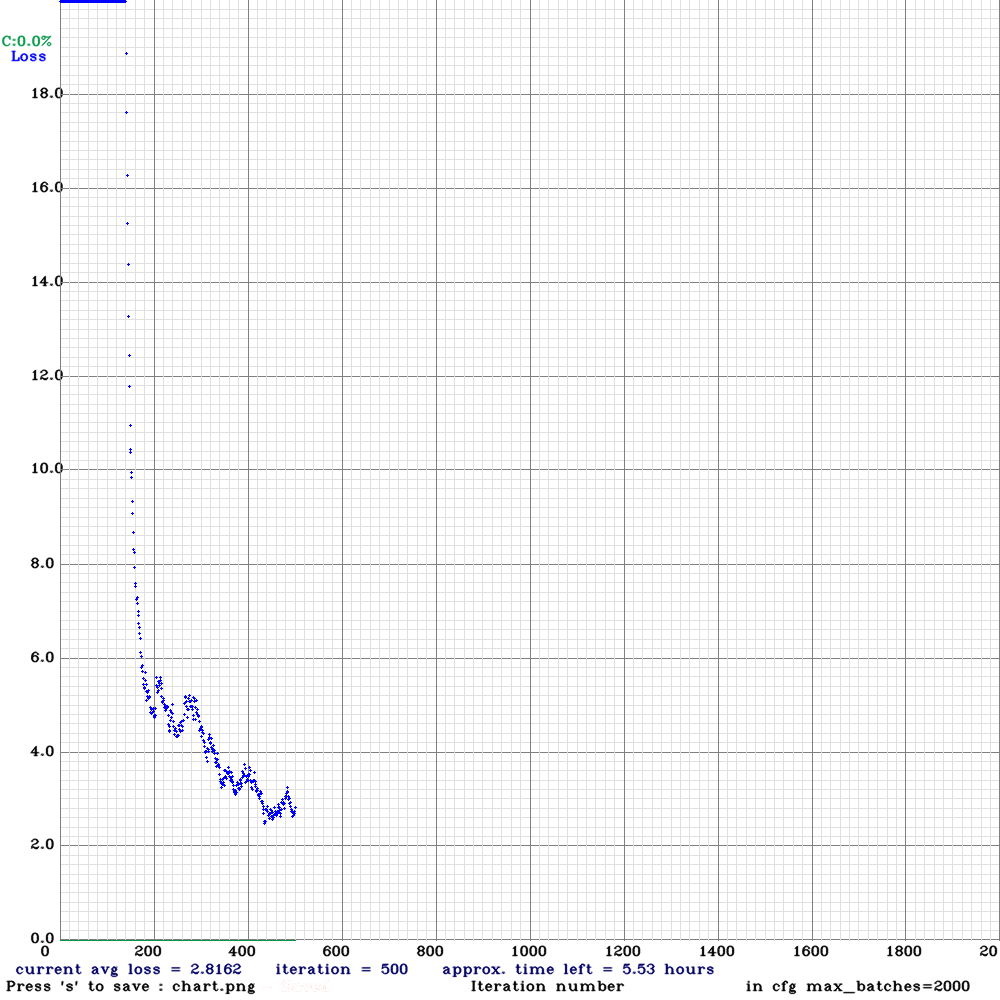 C:0.0%
Loss
18.0
16.0
14.0
12.0
10.0
8.0
6.0
4.0
2.0
0.0
0 200 400 600 800 1000 1200 1400 1600 1800 20
current avg loss = 2.8162 iteration = 500 approx. time left = 5.53 hours
Press 's' to save : chart.png Iteration number in cfg max_batches=2000